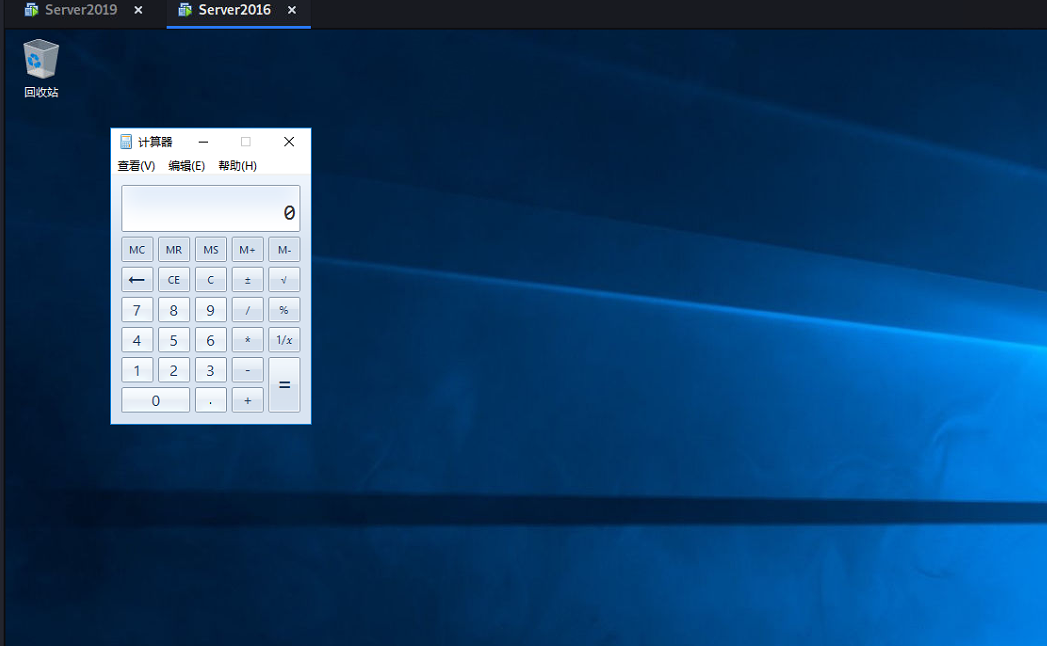 Server2019 ✕ Server2016 ✕
回收站
计算器
查看(V) 编辑(E) 帮助(H)
0
MC MR MS M+ M-
← CE C ± √
7 8 9 / %
4 5 6 * 1/x
1 2 3 - =
0 . +